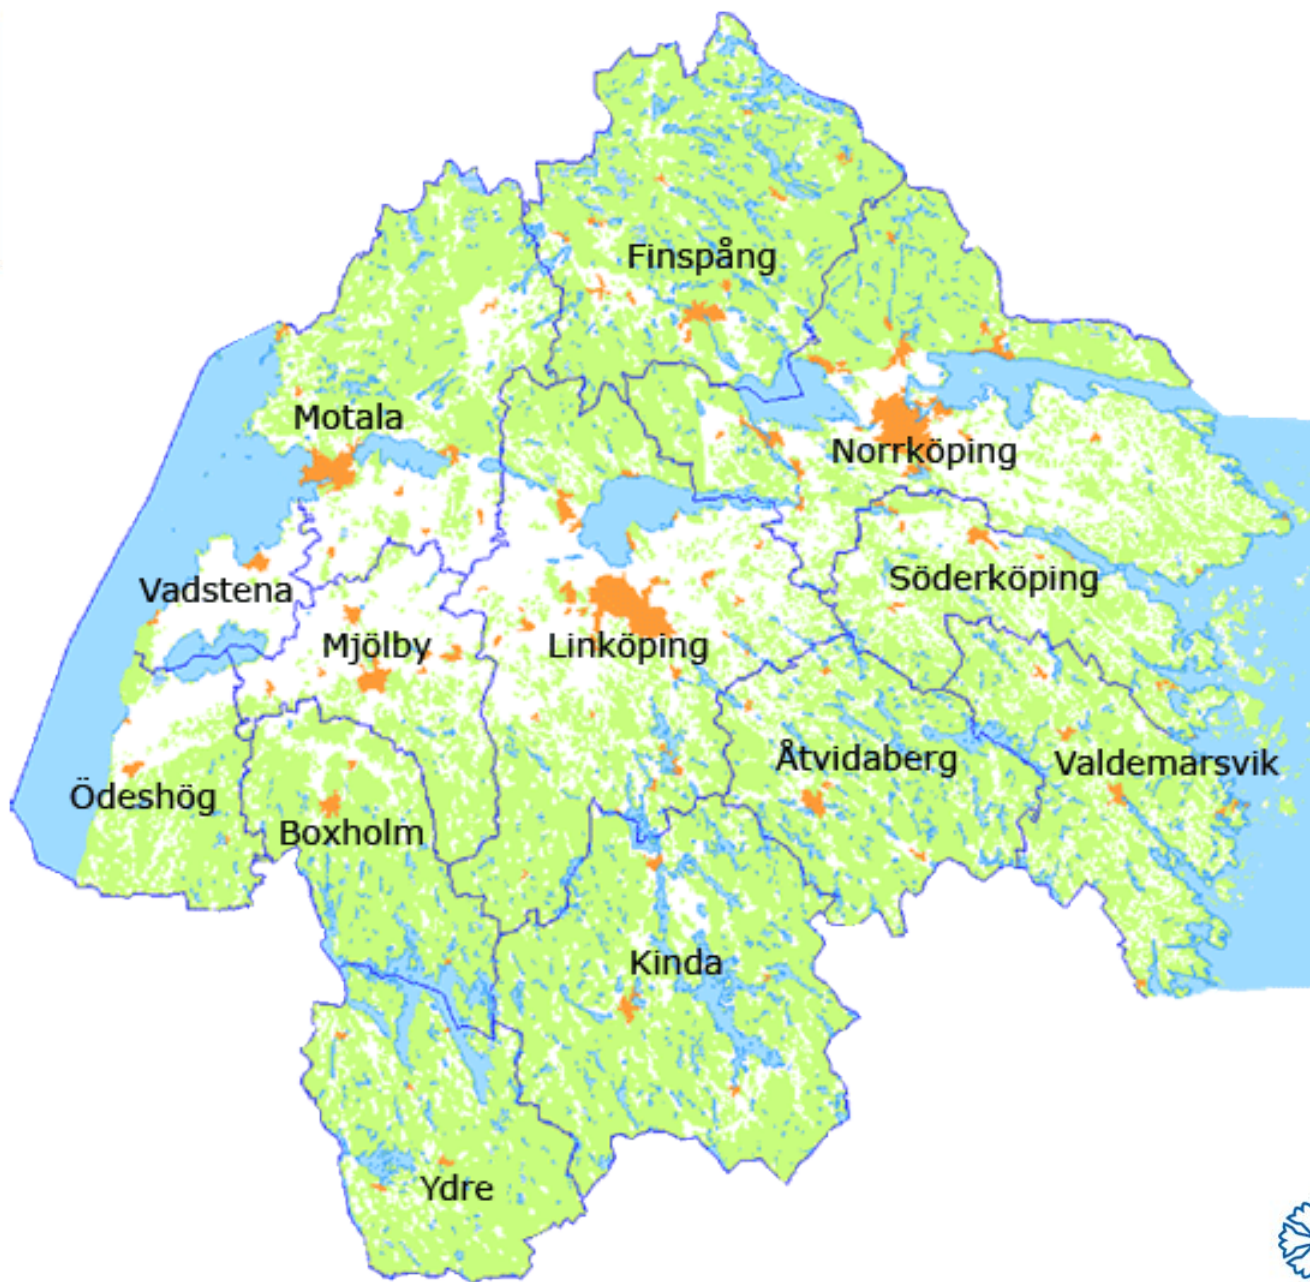 Finspång
Motala
Norrköping
Vadstena
Söderköping
Mjölby
Linköping
Åtvidaberg
Valdemarsvik
Ödeshög
Boxholm
Kinda
Ydre